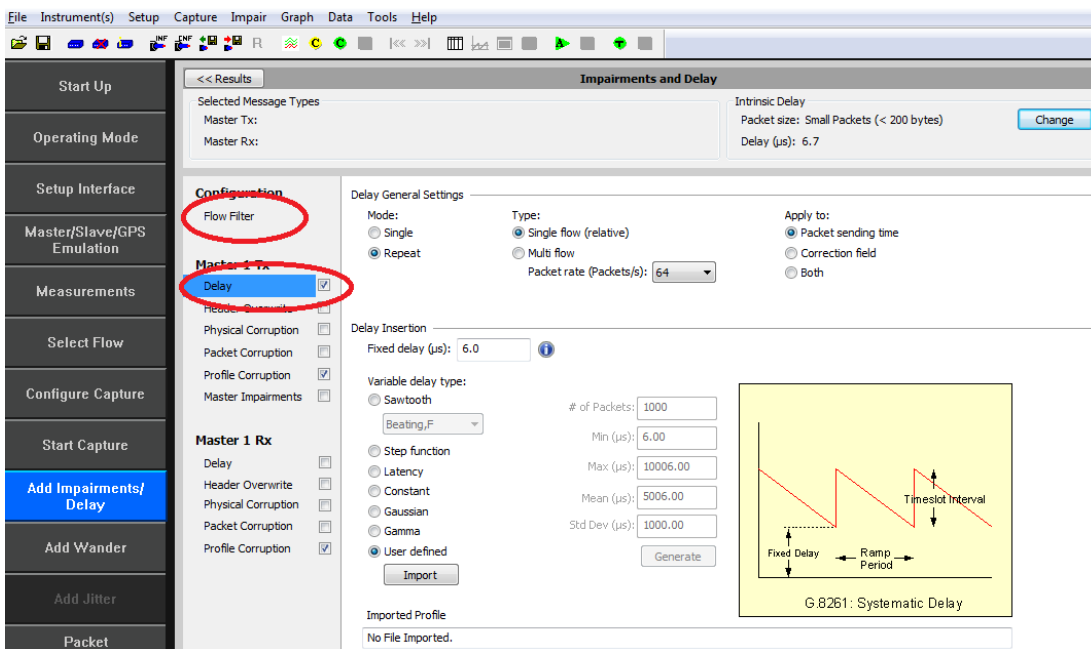 File Instrument(s) Setup Capture Impair Graph Data Tools Help
INF CNF R C C A T
Start Up
Operating Mode
Setup Interface
Master/Slave/GPS
Emulation
Measurements
Select Flow
Configure Capture
Start Capture
Add Impairments/
Delay
Add Wander
Add Jitter
Packet
<< Results
Impairments and Delay
Selected Message Types
Master Tx:
Master Rx:
Intrinsic Delay
Packet size: Small Packets (< 200 bytes)
Change
Delay (µs): 6.7
Configuration
Flow Filter
Master 1 Tx
Delay
Header Overwrite
Physical Corruption
Packet Corruption
Profile Corruption
Master Impairments
Master 1 Rx
Delay
Header Overwrite
Physical Corruption
Packet Corruption
Profile Corruption
Delay General Settings
Mode:
Single
Repeat
Type:
Single flow (relative)
Multi flow
Packet rate (Packets/s): 64
Apply to:
Packet sending time
Correction field
Both
Delay Insertion
Fixed delay (µs): 6.0
Variable delay type:
Sawtooth
Beating,F
Step function
Latency
Constant
Gaussian
Gamma
User defined
Import
# of Packets: 1000
Min (µs): 6.00
Max (µs): 10006.00
Mean (µs): 5006.00
Std Dev (µs): 1000.00
Generate
Timeslot Interval
Fixed Delay
Ramp
Period
G.8261: Systematic Delay
Imported Profile
No File Imported.